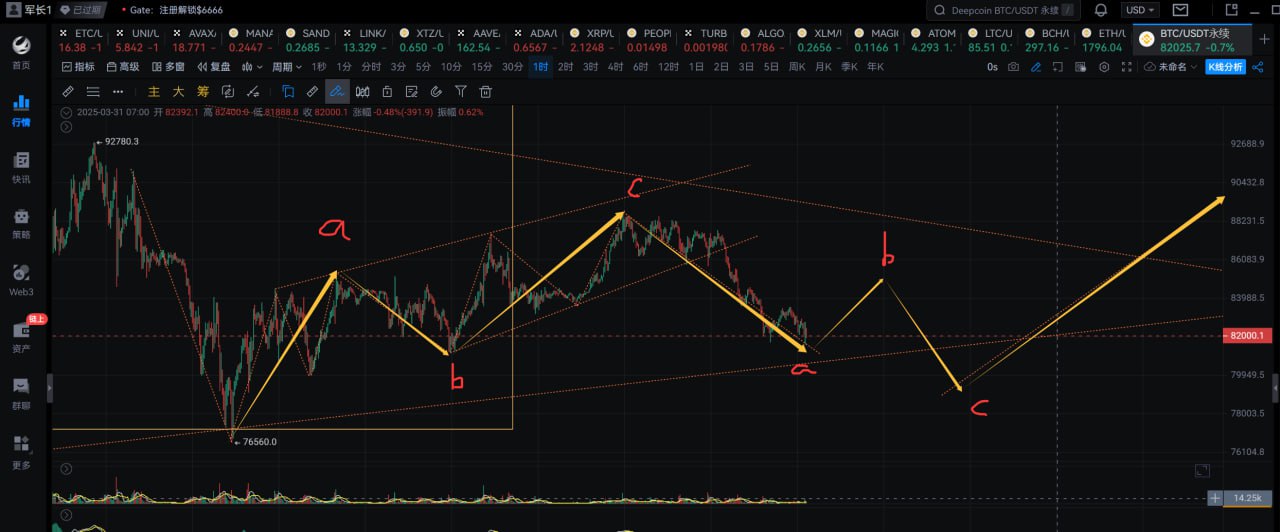 军长1 已过期 • Gate：注册解锁$6666
Deepcoin BTC/USDT 永续 /
USD
ETC/L UNI/L AVAX/ MAN/ SAND LINK/ XTZ/L AAVE/ ADA/L XRP/L PEOPI TURB ALGO/ XLM/L MAGI ATOM LTC/U BCH/L ETH/L BTC/USDT永续
16.38 -1 5.842 -1 18.771 - 0.2447 - 0.2685 13.329 - 0.650 -0 162.54 - 0.6567 - 2.1248 - 0.01498 0.001980 0.1786 - 0.2656 - 0.1166 1 4.293 1. 85.51 0. 297.16 - 1796.04 82025.7 -0.7%
首页
指标 高级 多窗 复盘 周期 1秒 1分 分时 3分 5分 10分 15分 30分 1时 2时 3时 4时 6时 12时 1日 2日 3日 5日 周K 月K 季K 年K
0s 未命名 K线分析
行情
主 大 筹
2025-03-31 07:00 开 82392.1 高 82400.0 低 81888.8 收 82000.1 涨幅 -0.48%(-391.9) 振幅 0.62%
快讯
策略
Web3
链上
资产
群聊
更多
92780.3
76560.0
a
b
c
a
b
c
92688.9
90432.8
88231.5
86083.9
83988.5
82000.1
79949.5
78003.5
76104.8
14.25k